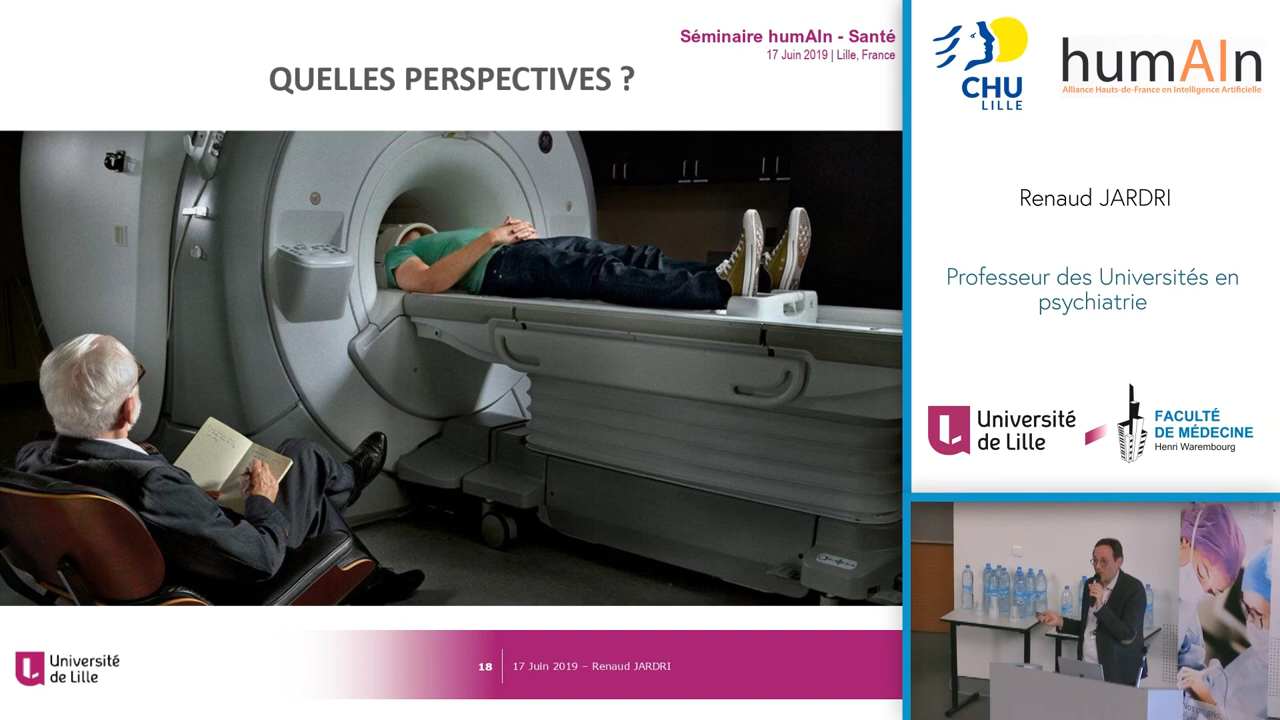 Séminaire humAIn - Santé
17 Juin 2019 | Lille, France
QUELLES PERSPECTIVES ?
Université
de Lille
18
17 Juin 2019 – Renaud JARDRI
CHU
LILLE
humAIn
Alliance Hauts-de-France en Intelligence Artificielle
Renaud JARDRI
Professeur des Universités en
psychiatrie
Université
de Lille
FACULTÉ
DE MÉDECINE
Henri Warembourg